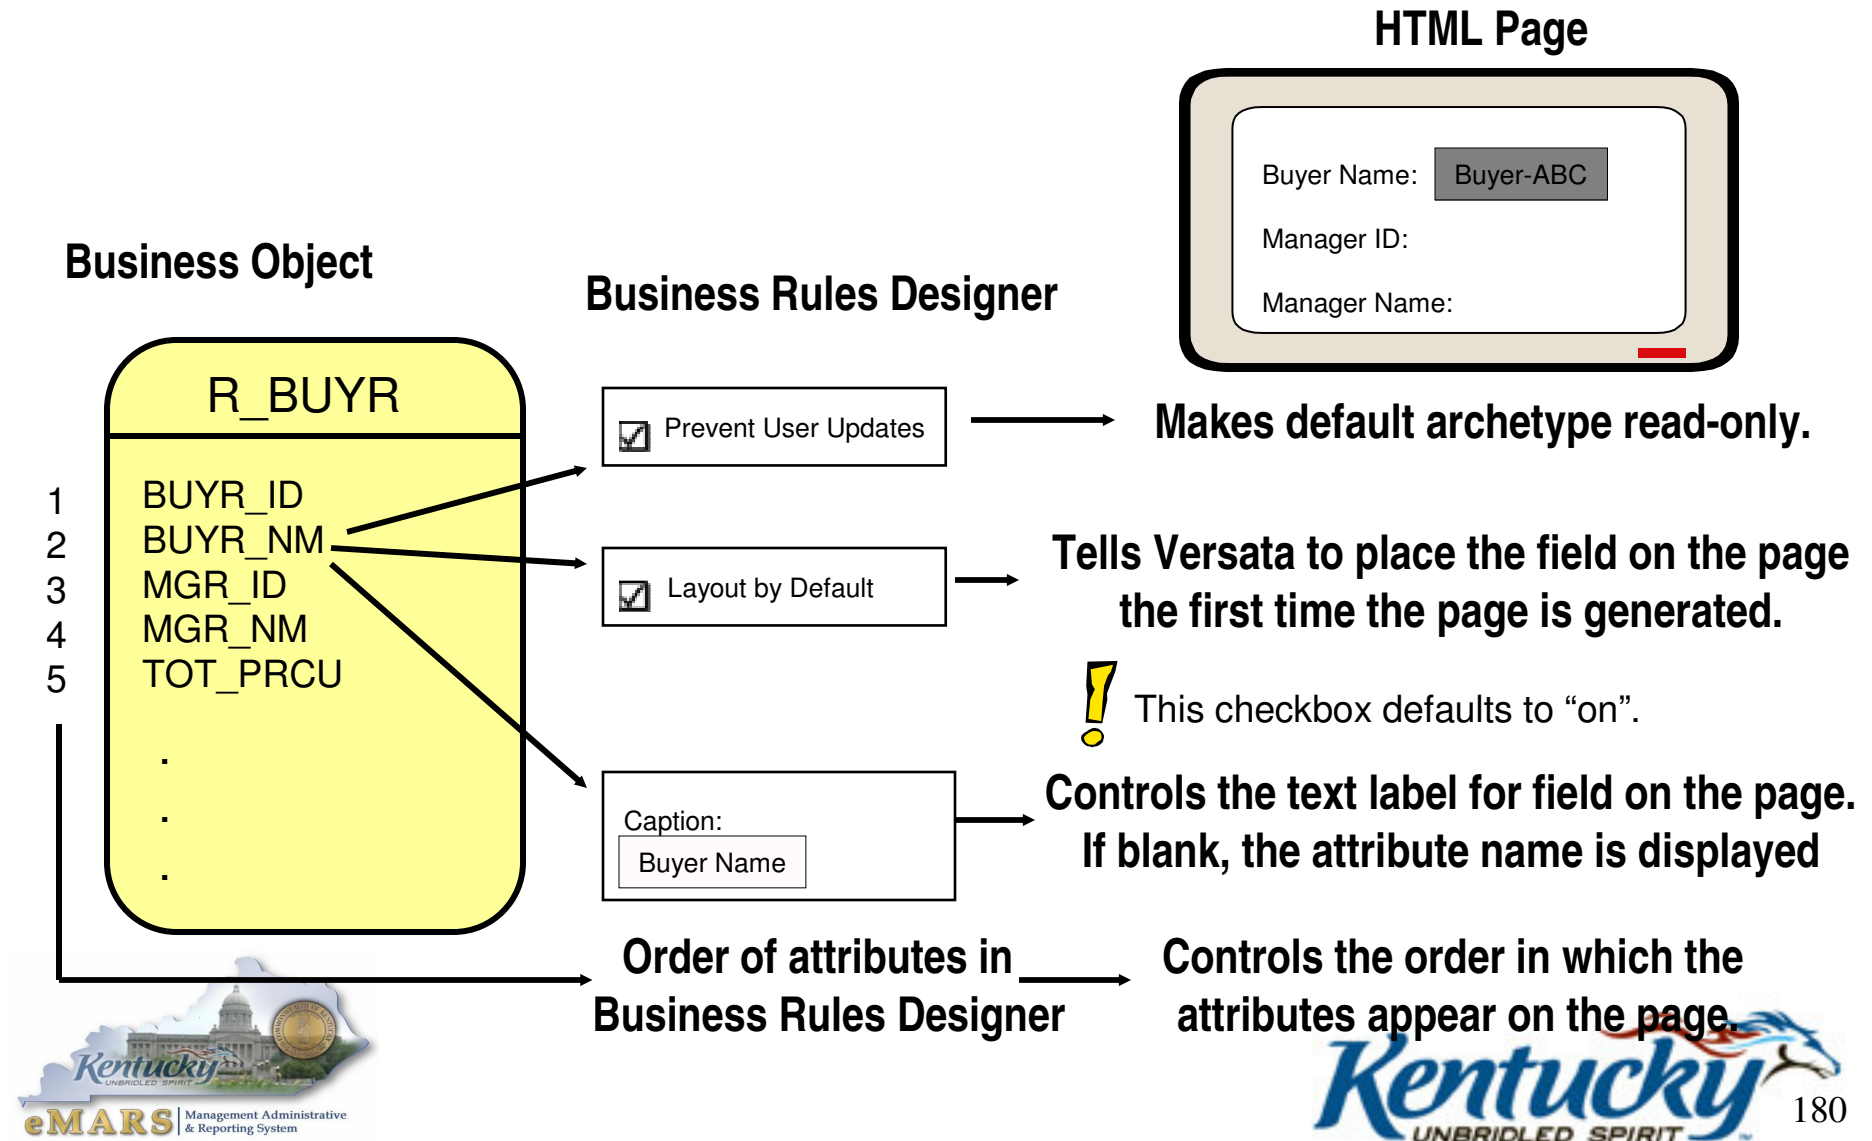 HTML Page
Buyer Name: Buyer-ABC
Manager ID:
Manager Name:
Business Object
Business Rules Designer
R_BUYR
1 BUYR_ID
2 BUYR_NM
3 MGR_ID
4 MGR_NM
5 TOT_PRCU
.
.
.
Prevent User Updates
Makes default archetype read-only.
Layout by Default
Tells Versata to place the field on the page
the first time the page is generated.
This checkbox defaults to “on”.
Caption:
Buyer Name
Controls the text label for field on the page.
If blank, the attribute name is displayed
Order of attributes in
Business Rules Designer
Controls the order in which the
attributes appear on the page.
Kentucky
UNBRIDLED SPIRIT
eMARS Management Administrative
& Reporting System
Kentucky
UNBRIDLED SPIRIT
180